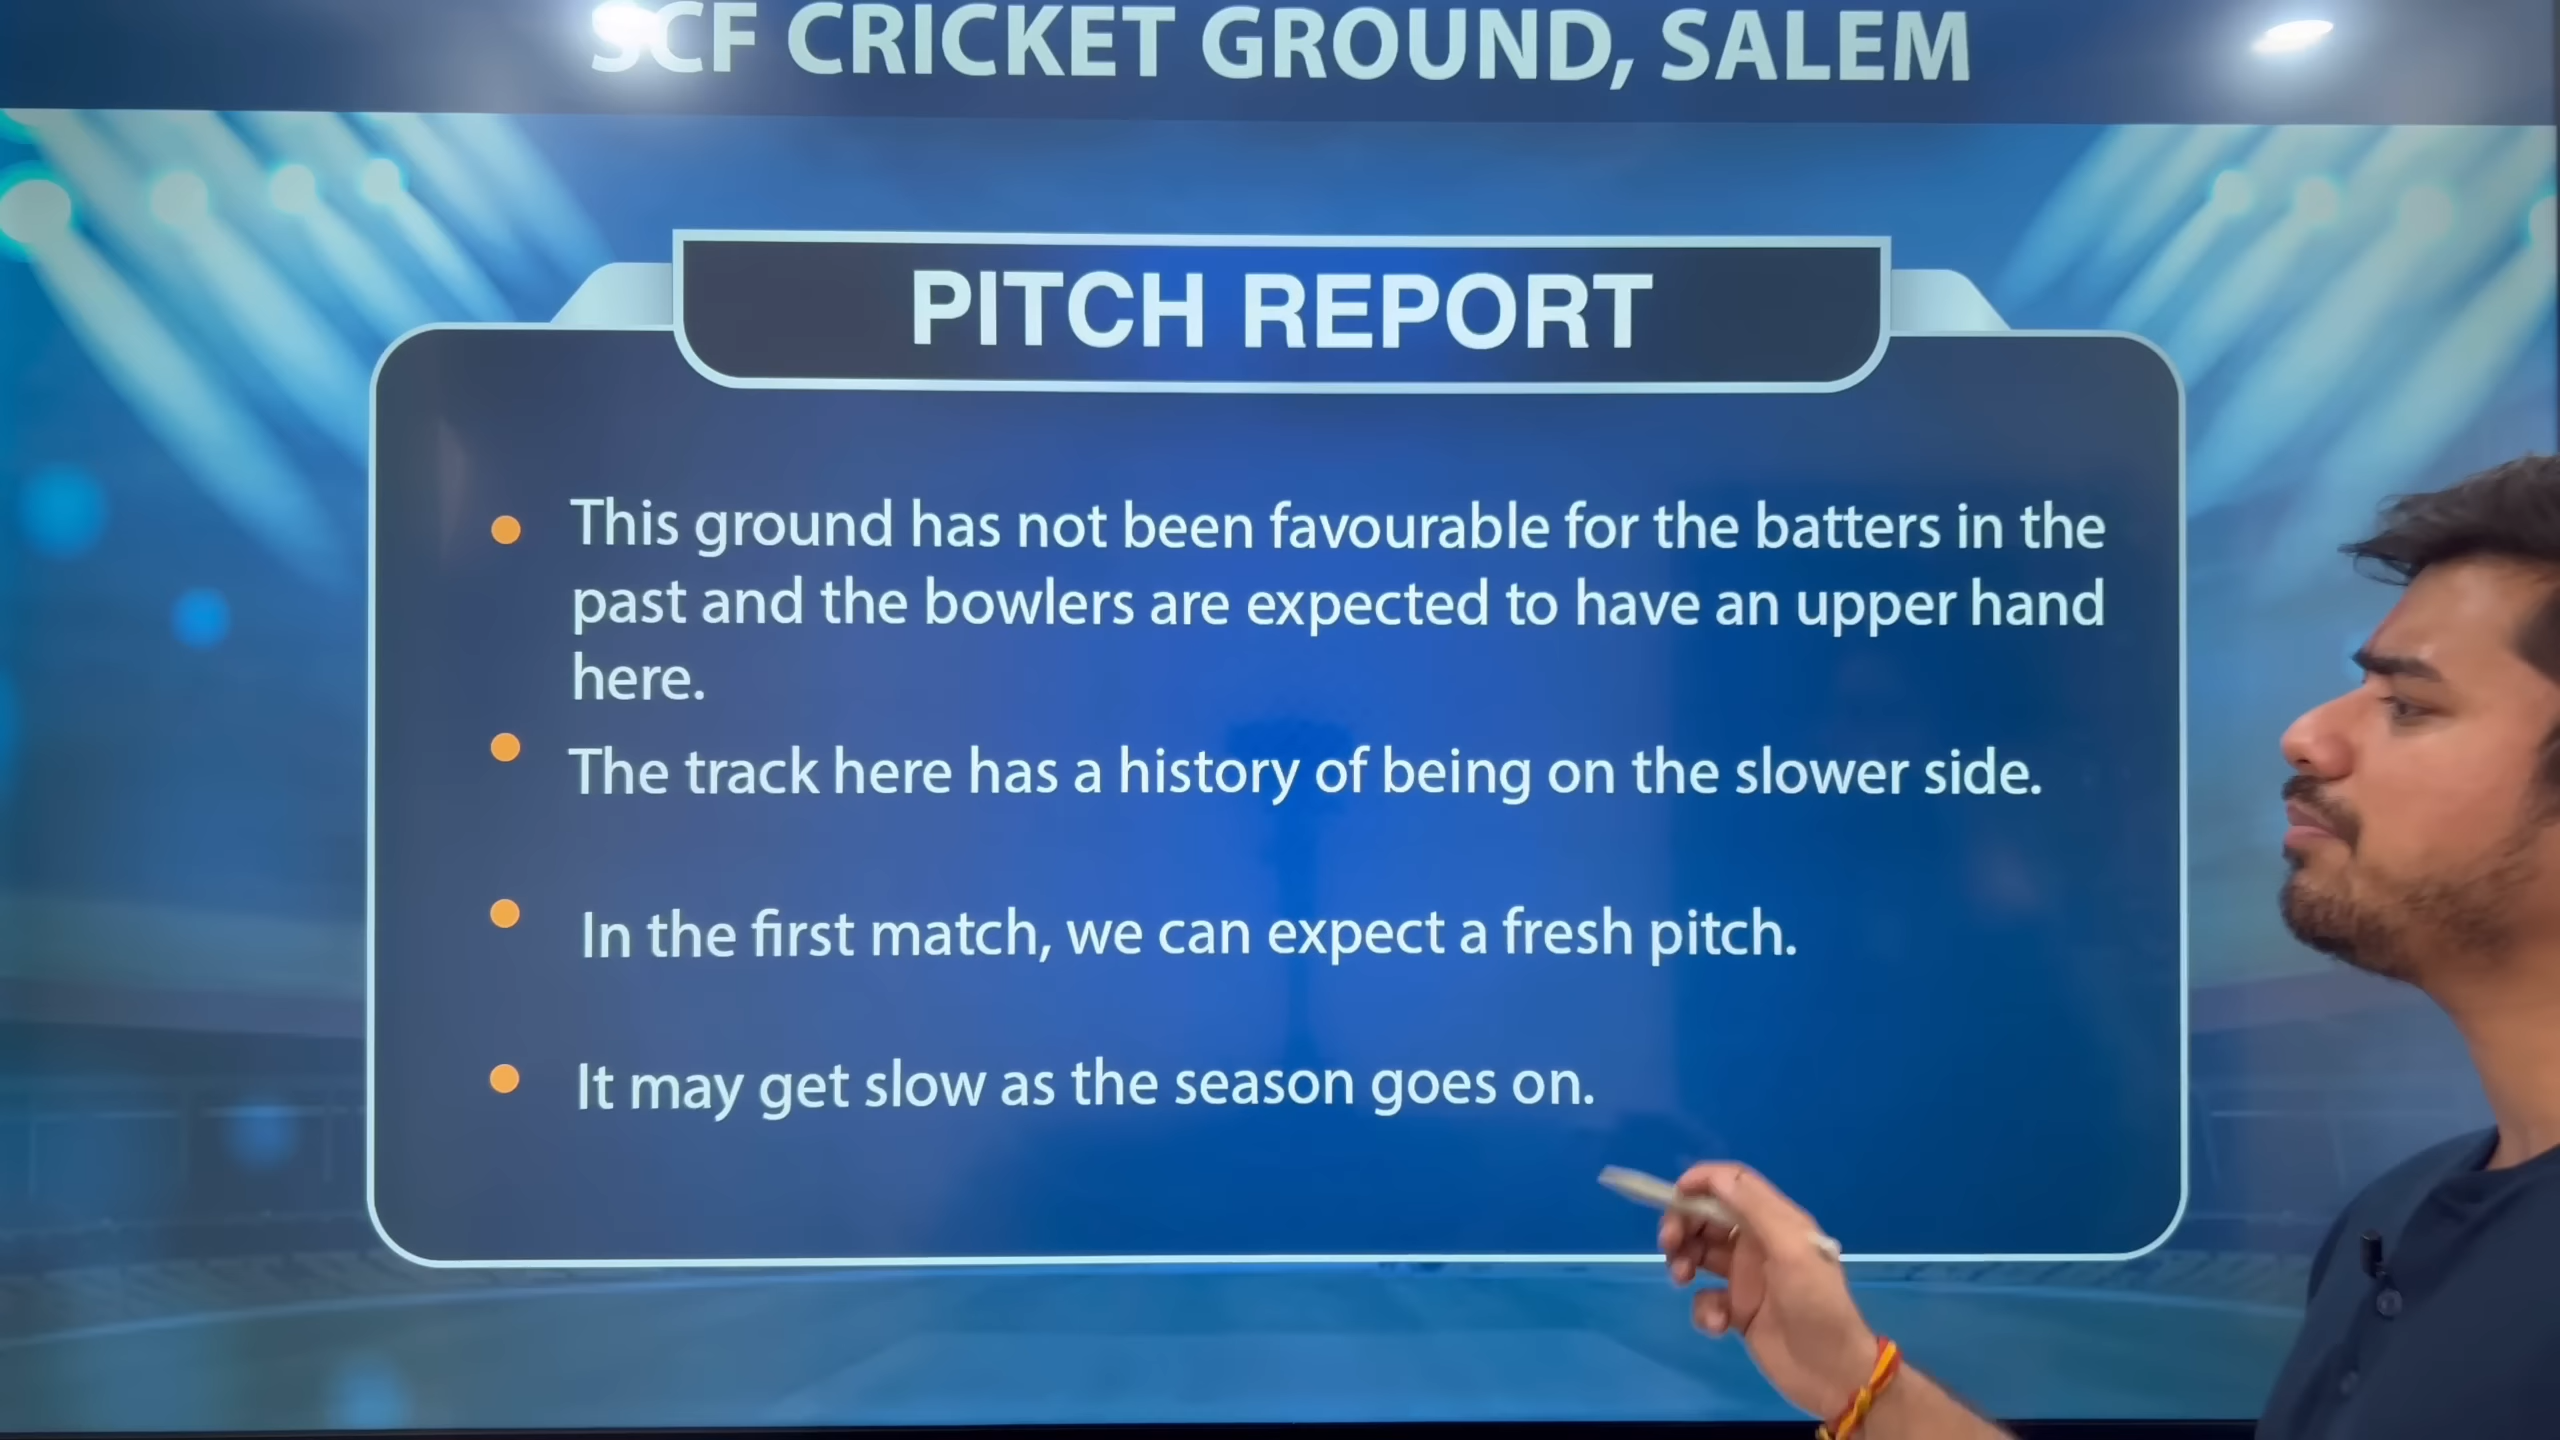 SCF CRICKET GROUND, SALEM
PITCH REPORT
This ground has not been favourable for the batters in the
past and the bowlers are expected to have an upper hand
here.
The track here has a history of being on the slower side.
In the first match, we can expect a fresh pitch.
It may get slow as the season goes on.